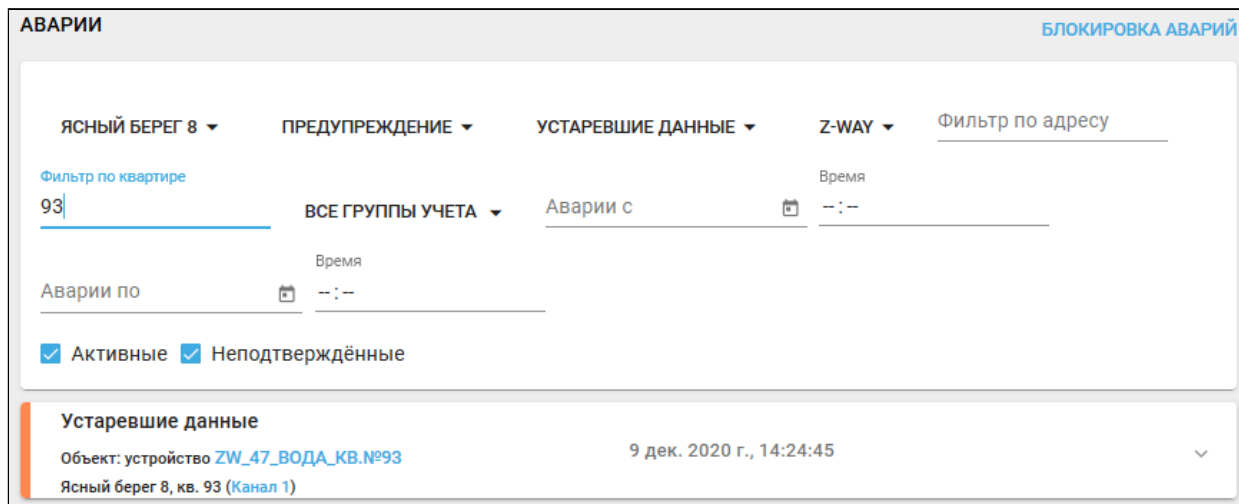 АВАРИИ
БЛОКИРОВКА АВАРИЙ
ЯСНЫЙ БЕРЕГ 8 ПРЕДУПРЕЖДЕНИЕ УСТАРЕВШИЕ ДАННЫЕ Z-WAY Фильтр по адресу
Фильтр по квартире Время
93 ВСЕ ГРУППЫ УЧЕТА Аварии с --:--
Время
Аварии по --:--
Активные Неподтверждённые
Устаревшие данные
Объект: устройство ZW_47_ВОДА_КВ.№93 9 дек. 2020 г., 14:24:45
Ясный берег 8, кв. 93 (Канал 1)